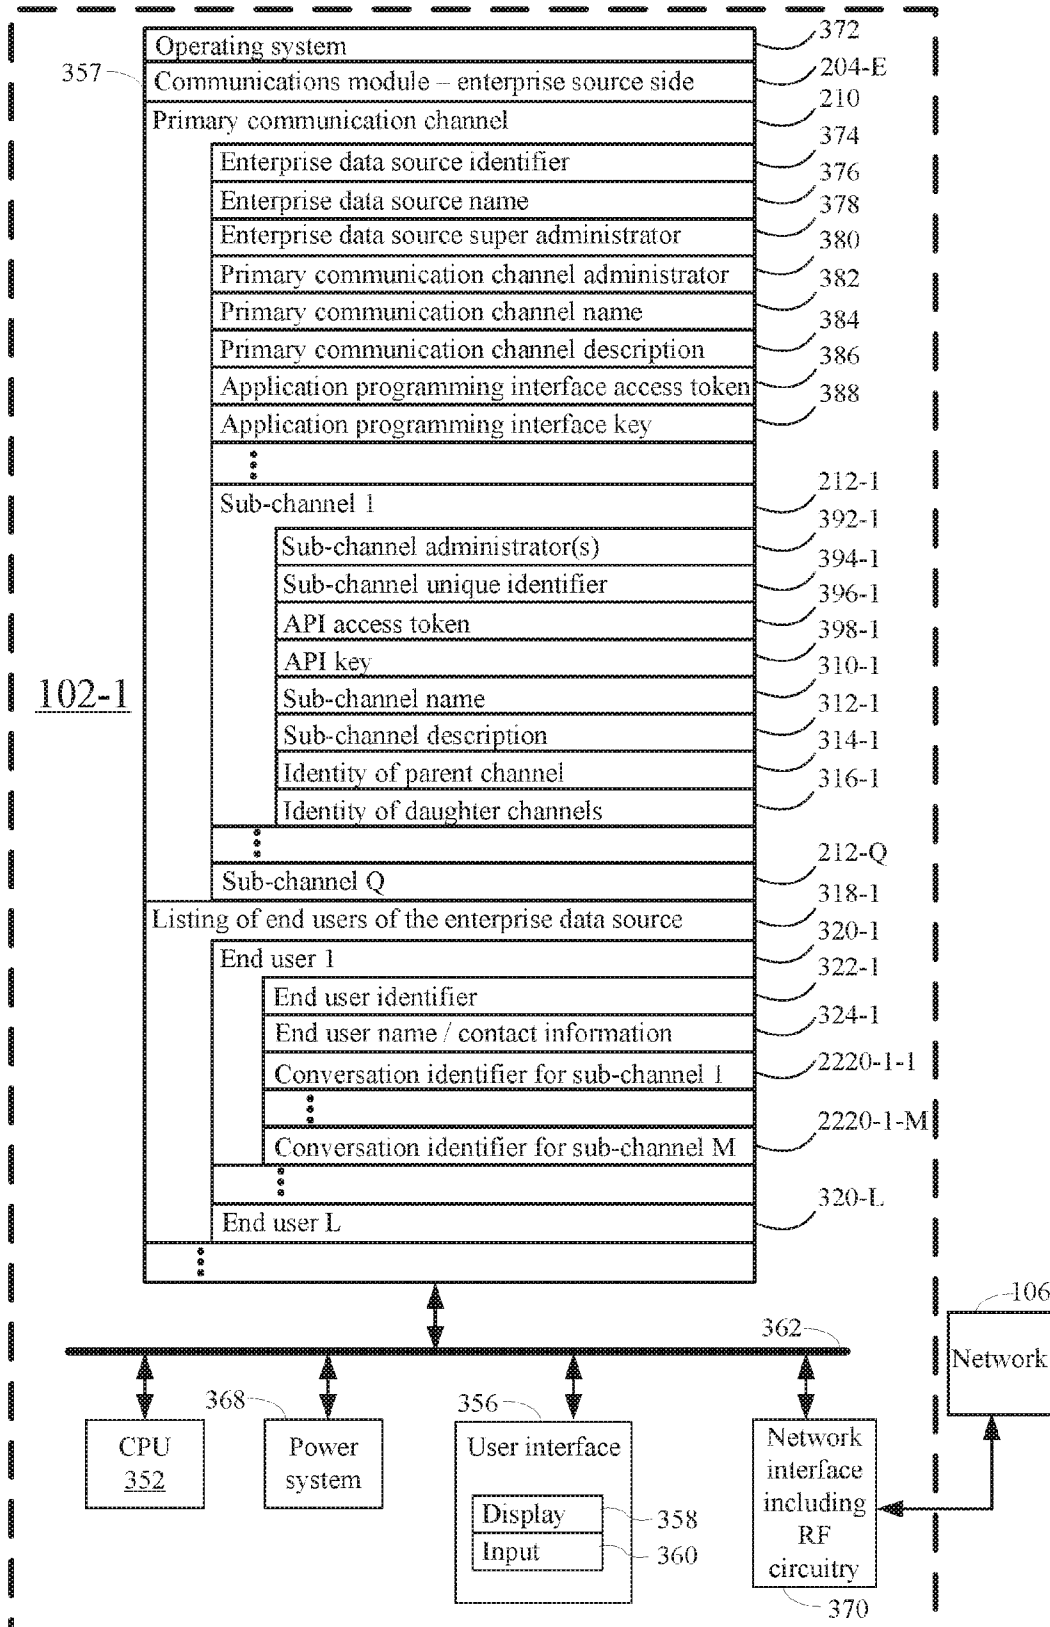 Operating system 372
357
Communications module – enterprise source side 204-E
Primary communication channel 210
Enterprise data source identifier 374
Enterprise data source name 376
Enterprise data source super administrator 378
Primary communication channel administrator 380
Primary communication channel name 382
Primary communication channel description 384
Application programming interface access token 386
Application programming interface key 388
Sub-channel 1 212-1
Sub-channel administrator(s) 392-1
Sub-channel unique identifier 394-1
API access token 396-1
API key 398-1
102-1
Sub-channel name 310-1
Sub-channel description 312-1
Identity of parent channel 314-1
Identity of daughter channels 316-1
Sub-channel Q 212-Q
Listing of end users of the enterprise data source 318-1
End user 1 320-1
End user identifier 322-1
End user name / contact information 324-1
Conversation identifier for sub-channel 1 2220-1-1
Conversation identifier for sub-channel M 2220-1-M
End user L 320-L
106
Network
362
CPU
352
368
Power
system
356
User interface
Display 358
Input 360
Network
interface
including
RF
circuitry
370